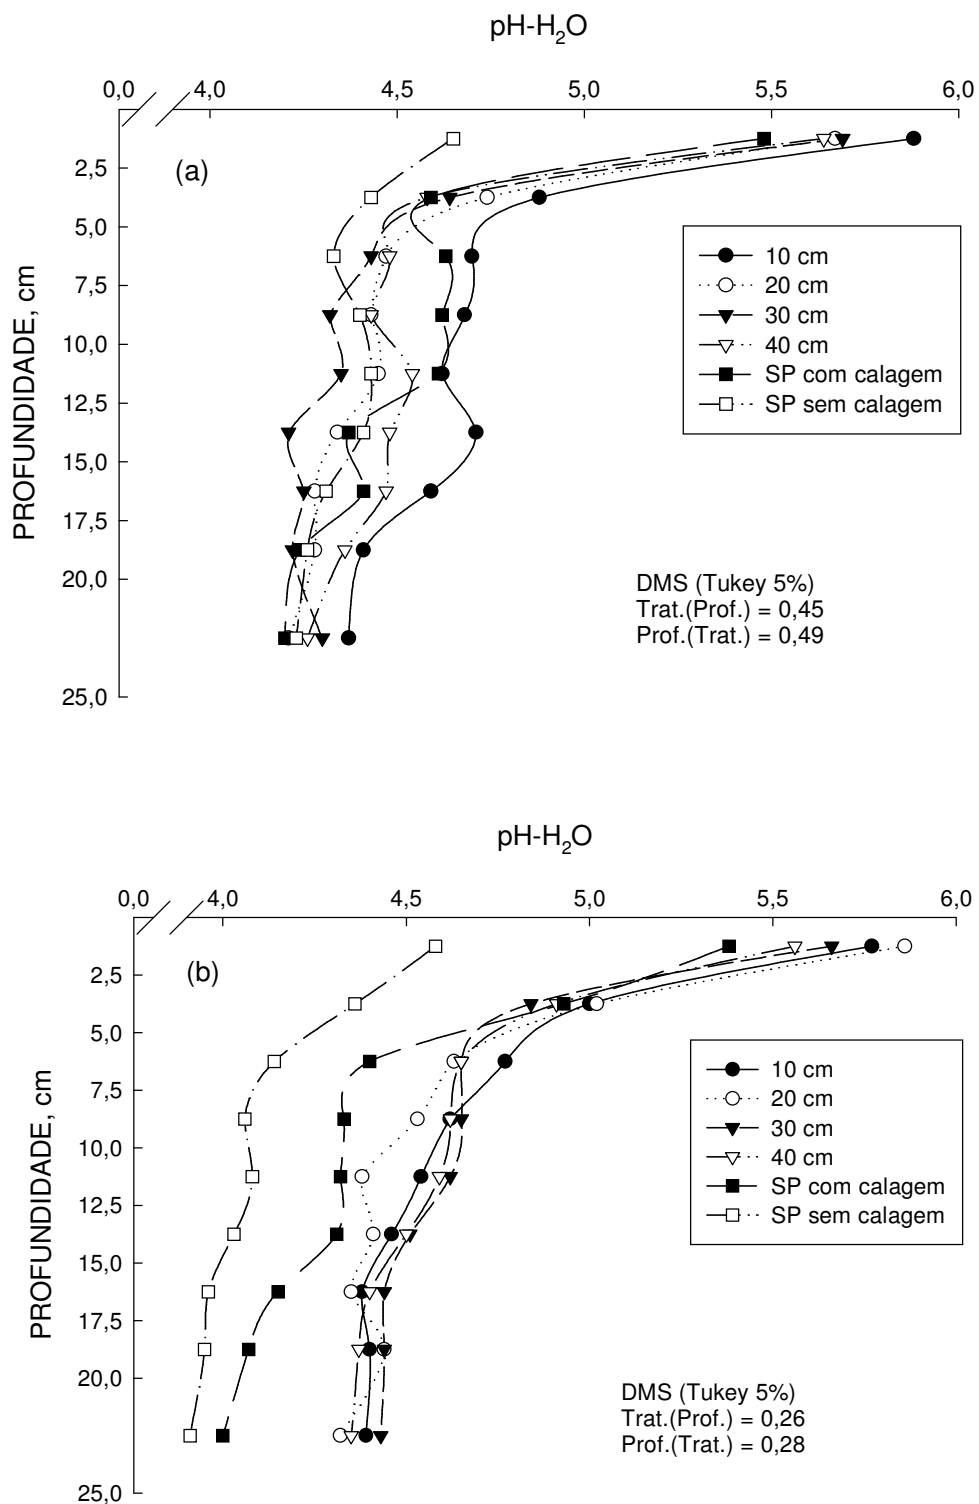 pH-H₂O
0,0 4,0 4,5 5,0 5,5 6,0
(a)
2,5
5,0
7,5
10,0
12,5
15,0
17,5
20,0
25,0
PROFUNDIDADE, cm
10 cm
20 cm
30 cm
40 cm
SP com calagem
SP sem calagem
DMS (Tukey 5%)
Trat.(Prof.) = 0,45
Prof.(Trat.) = 0,49
pH-H₂O
0,0 4,0 4,5 5,0 5,5 6,0
(b)
2,5
5,0
7,5
10,0
12,5
15,0
17,5
20,0
25,0
PROFUNDIDADE, cm
10 cm
20 cm
30 cm
40 cm
SP com calagem
SP sem calagem
DMS (Tukey 5%)
Trat.(Prof.) = 0,26
Prof.(Trat.) = 0,28